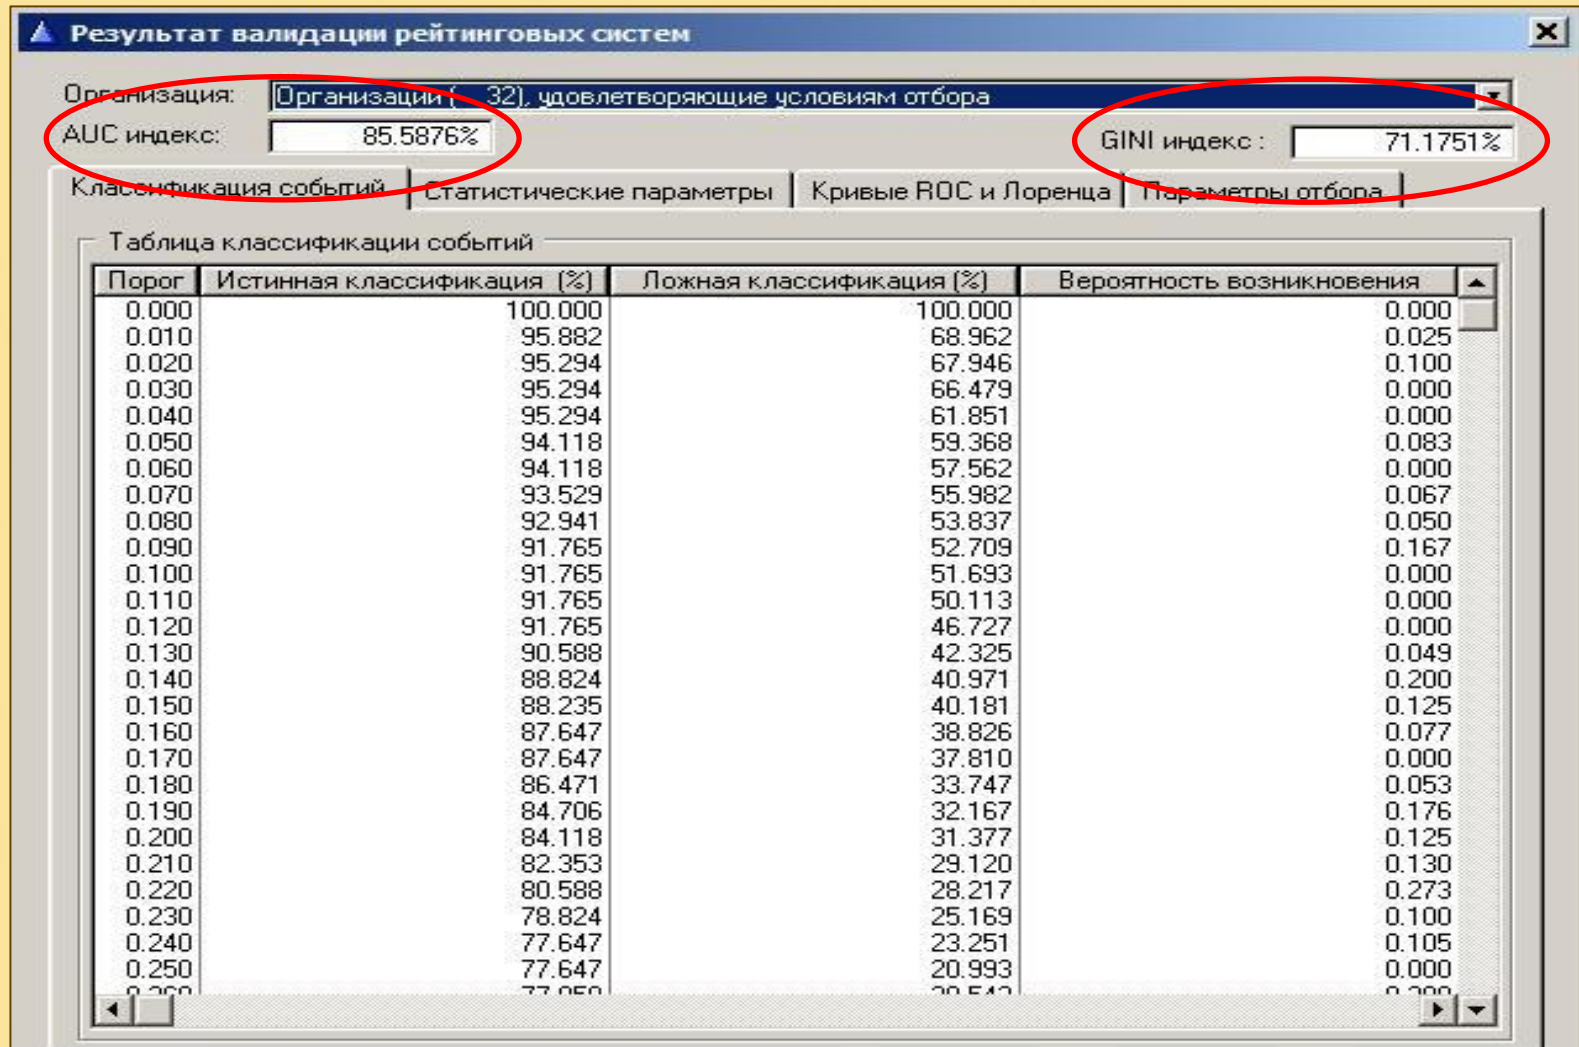 Результат валидации рейтинговых систем
Организация: Организации ( 32), удовлетворяющие условиям отбора
AUC индекс: 85.5876% GINI индекс : 71.1751%
Классификация событий Статистические параметры Кривые ROC и Лоренца Параметры отбора
Таблица классификации событий
Порог Истинная классификация (%) Ложная классификация (%) Вероятность возникновения
0.000 100.000 100.000 0.000
0.010 95.882 68.962 0.025
0.020 95.294 67.946 0.100
0.030 95.294 66.479 0.000
0.040 95.294 61.851 0.000
0.050 94.118 59.368 0.083
0.060 94.118 57.562 0.000
0.070 93.529 55.982 0.067
0.080 92.941 53.837 0.050
0.090 91.765 52.709 0.167
0.100 91.765 51.693 0.000
0.110 91.765 50.113 0.000
0.120 91.765 46.727 0.000
0.130 90.588 42.325 0.049
0.140 88.824 40.971 0.200
0.150 88.235 40.181 0.125
0.160 87.647 38.826 0.077
0.170 87.647 37.810 0.000
0.180 86.471 33.747 0.053
0.190 84.706 32.167 0.176
0.200 84.118 31.377 0.125
0.210 82.353 29.120 0.130
0.220 80.588 28.217 0.273
0.230 78.824 25.169 0.100
0.240 77.647 23.251 0.105
0.250 77.647 20.993 0.000